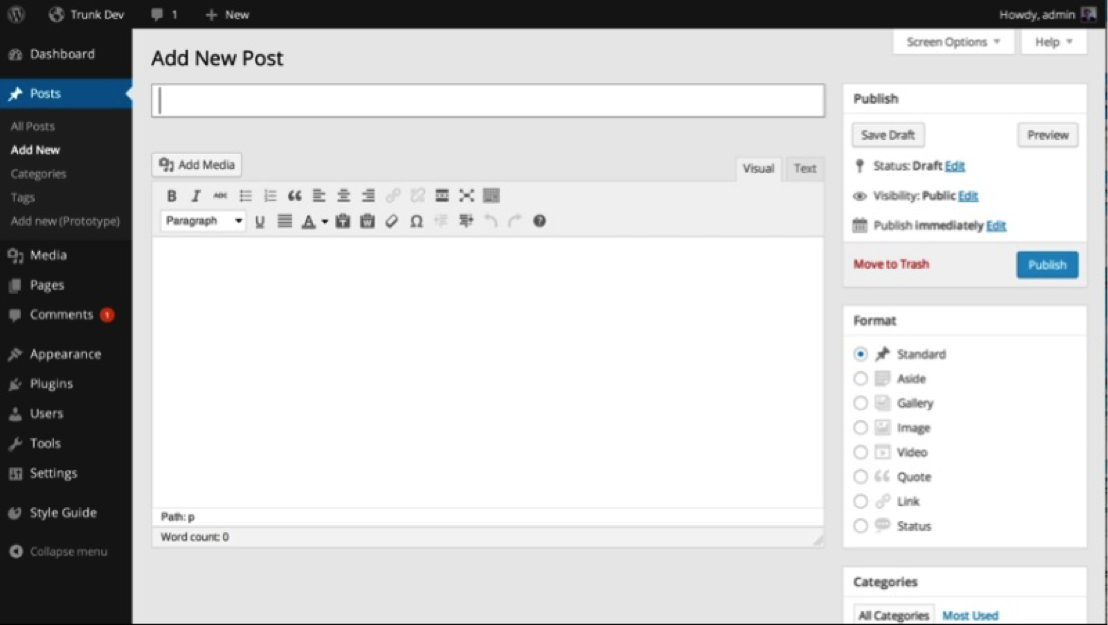 Trunk Dev 1 New Howdy, admin
Dashboard
Posts
All Posts
Add New
Categories
Tags
Add new (Prototype)
Media
Pages
Comments 1
Appearance
Plugins
Users
Tools
Settings
Style Guide
Collapse menu
Screen Options Help
Add New Post
Add Media
Visual Text
B I ABC
Paragraph U A Ω
Path: p
Word count: 0
Publish
Save Draft Preview
Status: Draft Edit
Visibility: Public Edit
Publish immediately Edit
Move to Trash Publish
Format
Standard
Aside
Gallery
Image
Video
Quote
Link
Status
Categories
All Categories Most Used